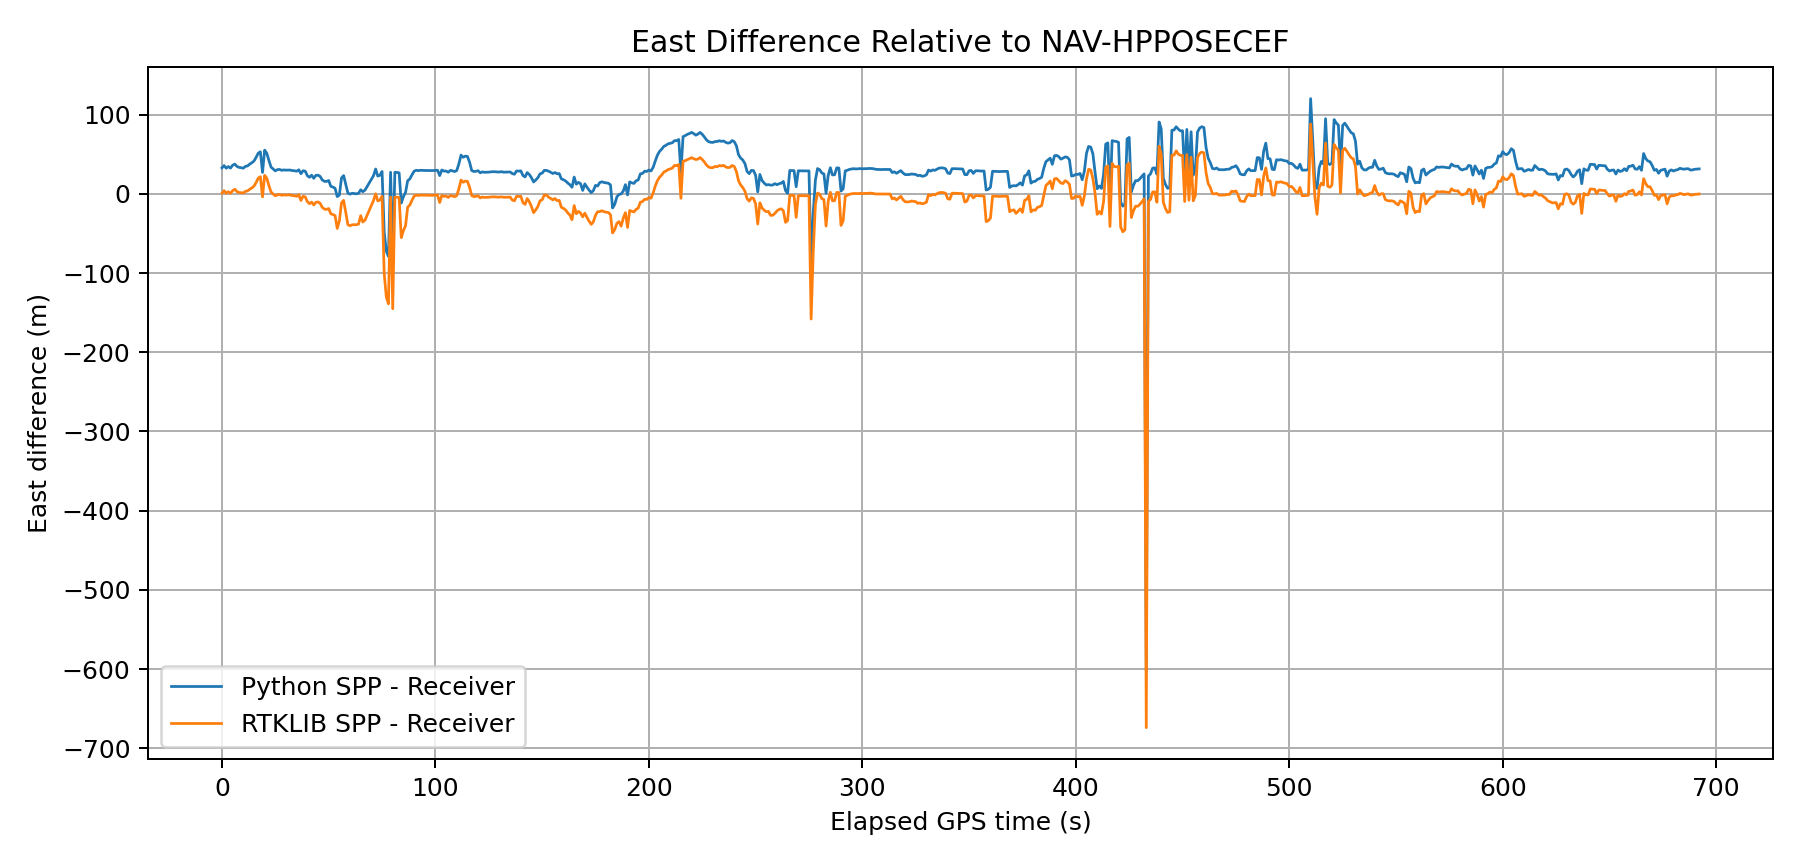 East Difference Relative to NAV-HPPOSECEF
100
0
−100
−200
−300
−400
−500
−600
−700
East difference (m)
Python SPP - Receiver
RTKLIB SPP - Receiver
0 100 200 300 400 500 600 700
Elapsed GPS time (s)